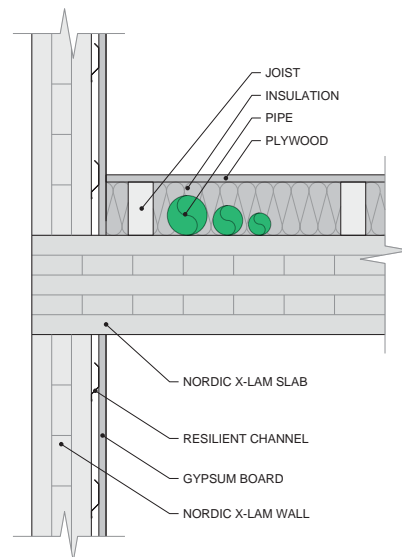 JOIST
INSULATION
PIPE
PLYWOOD
NORDIC X-LAM SLAB
RESILIENT CHANNEL
GYPSUM BOARD
NORDIC X-LAM WALL